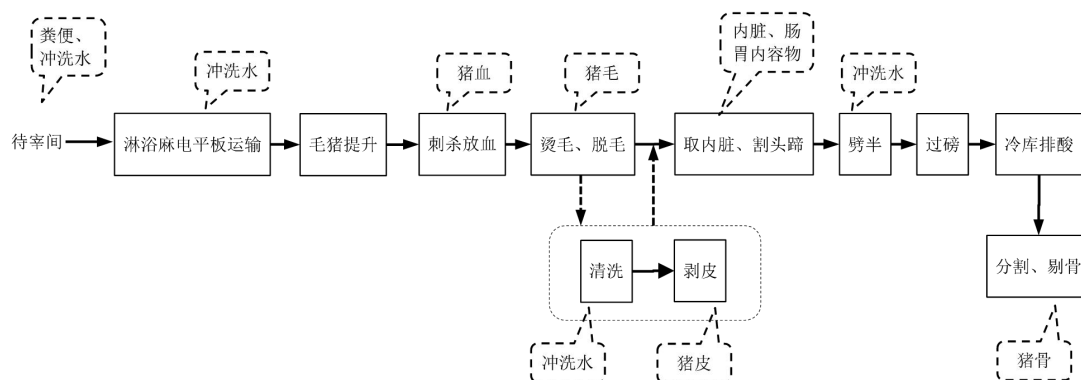 粪便、
冲洗水
冲洗水
猪血
猪毛
内脏、肠
胃内容物
冲洗水
待宰间
淋浴麻电平板运输
毛猪提升
刺杀放血
烫毛、脱毛
取内脏、割头蹄
劈半
过磅
冷库排酸
清洗
剥皮
分割、剔骨
冲洗水
猪皮
猪骨